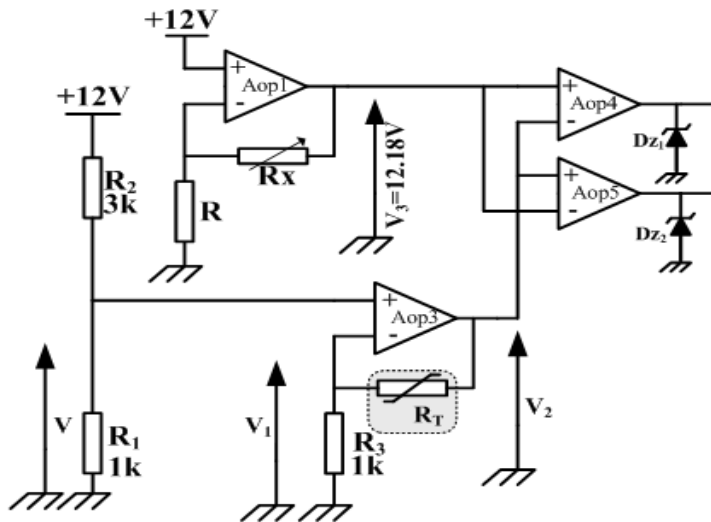 +12V
+
Aop1
-
Rx
R
V₃=12.18V
+12V
R₂
3k
V
R₁
1k
+
Aop3
-
R_T
V₁
R₃
1k
V₂
+
Aop4
-
+
Aop5
-
Dz₁
Dz₂